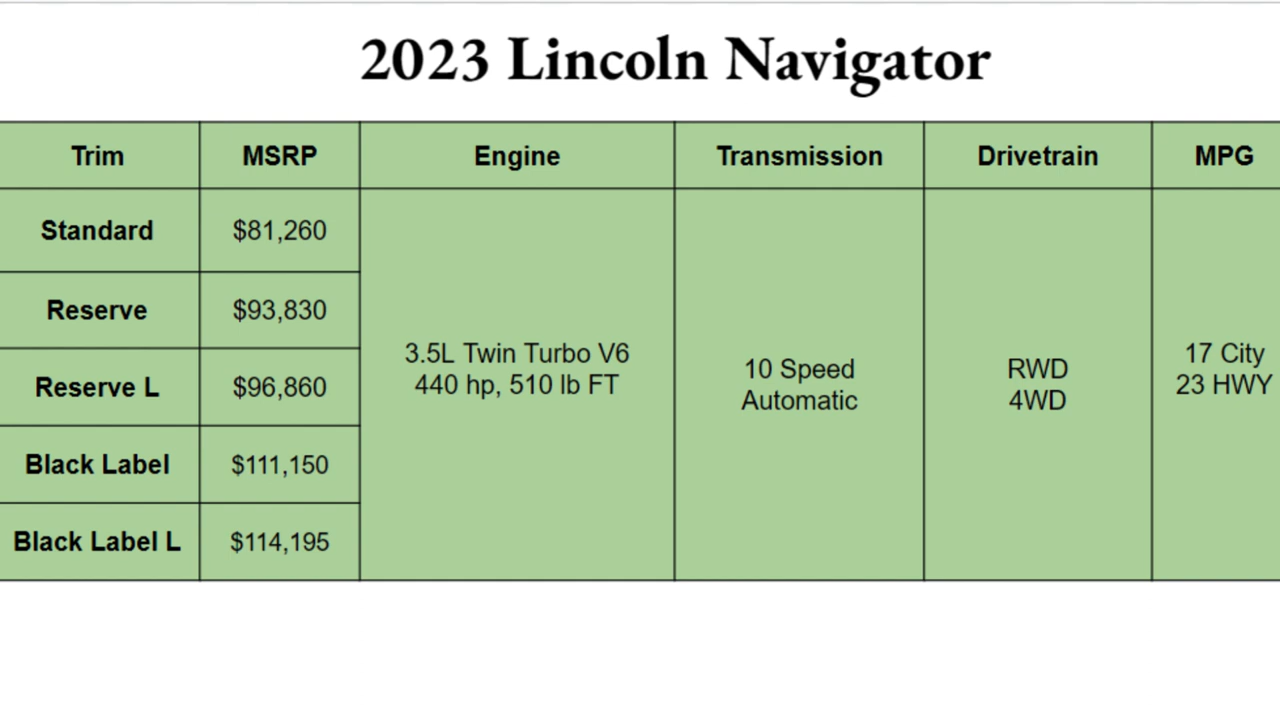 2023 Lincoln Navigator
Trim MSRP Engine Transmission Drivetrain MPG
Standard $81,260
Reserve $93,830
Reserve L $96,860
Black Label $111,150
Black Label L $114,195
3.5L Twin Turbo V6
440 hp, 510 lb FT
10 Speed
Automatic
RWD
4WD
17 City
23 HWY